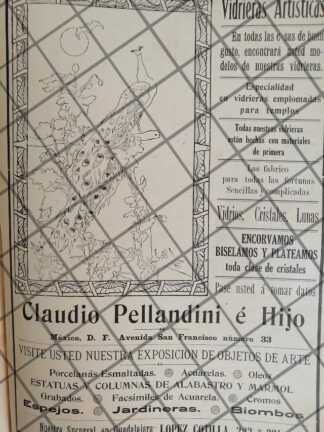 Vidrieras Artísticas
En todas las casas de buen
gusto, encontrará usted mo-
delos de nuestras vidrieras.
Especialidad
en vidrieras emplomadas
para templos
Todas nuestras vidrieras
están hechas con materiales
de primera
Las fabrico
para todas las fortunas
Sencillas y complicadas
Vidrios, Cristales, Lunas
ENCORVAMOS
BISELAMOS Y PLATEAMOS
toda clase de cristales
Pase usted á tomar datos
Claudio Pellandini é Hijo
México, D. F. Avenida San Francisco número 33
VISITE USTED NUESTRA EXPOSICION DE OBJETOS DE ARTE
Porcelanas Esmaltadas. Acuarelas. Oleos
ESTATUAS Y COLUMNAS DE ALABASTRO Y MARMOL
Grabados. Facsímiles de Acuarela. Cromos
Espejos. Jardineras. Biombos
Nuestra Sucursal en Guadalajara: LOPEZ COTILLA